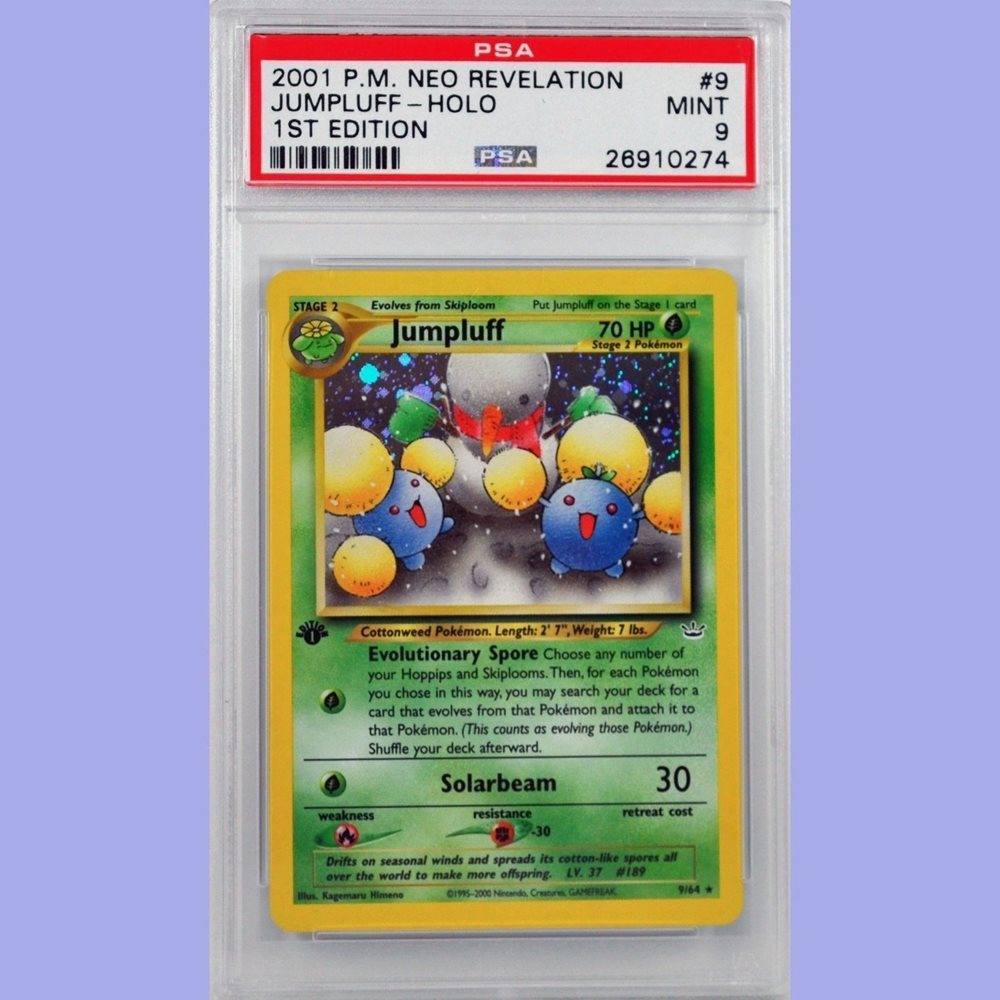 PSA
2001 P.M. NEO REVELATION #9
JUMPLUFF - HOLO MINT
1ST EDITION 9
PSA 26910274
STAGE 2 Evolves from Skiploom Put Jumpluff on the Stage 1 card
Jumpluff 70 HP
Stage 2 Pokémon
EDITION 1
Cottonweed Pokémon. Length: 2' 7", Weight: 7 lbs.
Evolutionary Spore Choose any number of
your Hoppips and Skiplooms. Then, for each Pokémon
you chose in this way, you may search your deck for a
card that evolves from that Pokémon and attach it to
that Pokémon. (This counts as evolving those Pokémon.)
Shuffle your deck afterward.
Solarbeam 30
weakness resistance retreat cost
-30
Drifts on seasonal winds and spreads its cotton-like spores all
over the world to make more offspring. LV. 37 #189
Illus. Kagemaru Himeno ©1995-2000 Nintendo, Creatures, GAMEFREAK. 9/64 ★